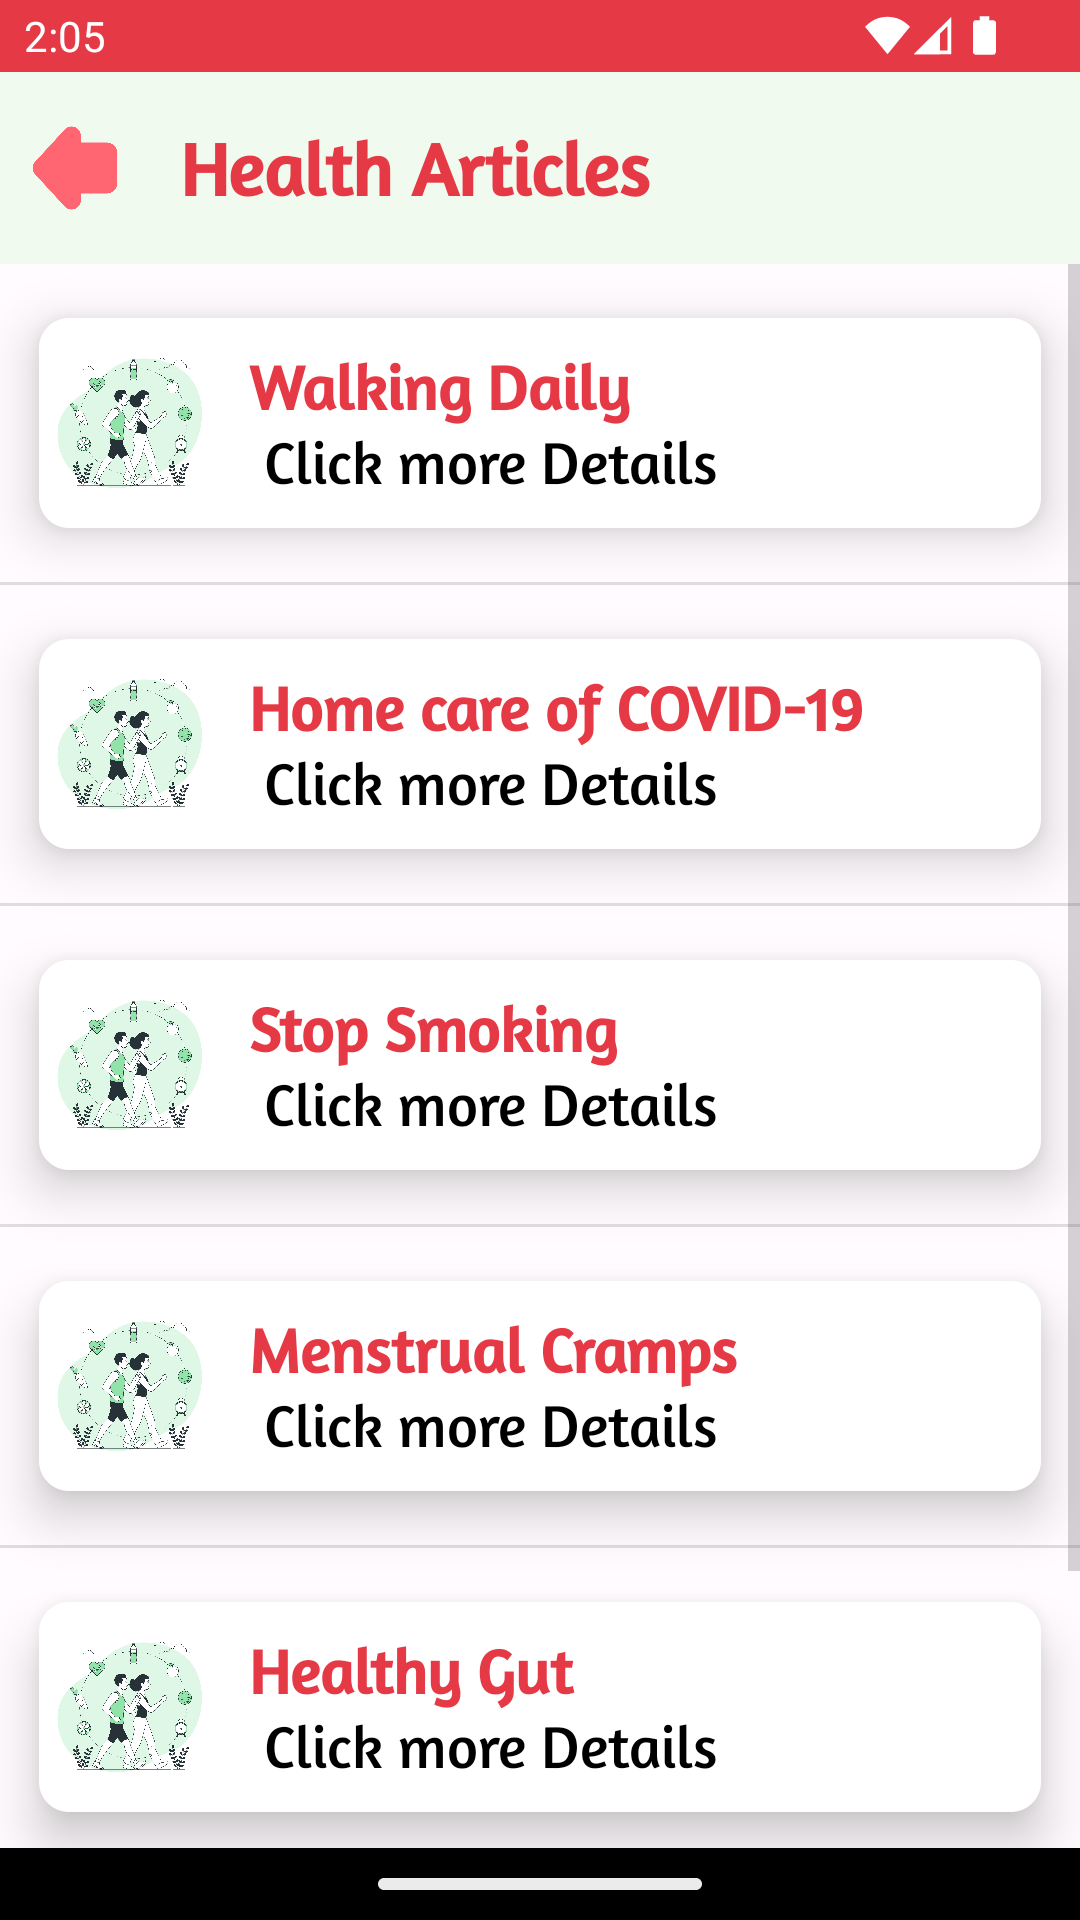 2:05
Health Articles
Walking Daily
Click more Details
Home care of COVID-19
Click more Details
Stop Smoking
Click more Details
Menstrual Cramps
Click more Details
Healthy Gut
Click more Details